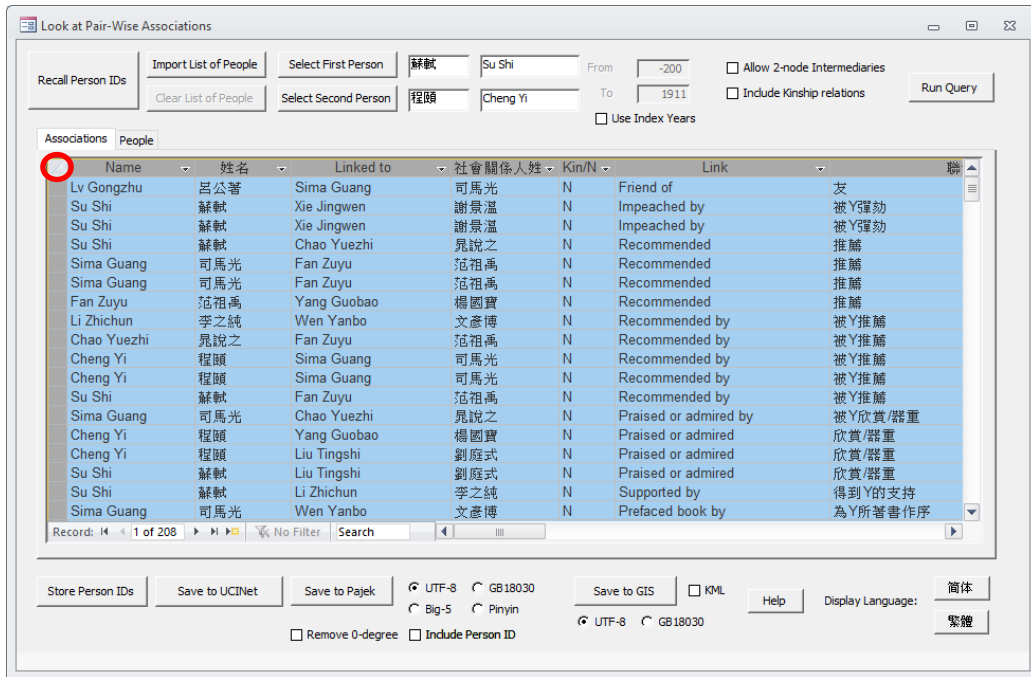 Look at Pair-Wise Associations
Recall Person IDs
Import List of People
Select First Person
蘇軾
Su Shi
From
-200
Allow 2-node Intermediaries
Run Query
Clear List of People
Select Second Person
程頤
Cheng Yi
To
1911
Include Kinship relations
Use Index Years
Associations People
Name 姓名 Linked to 社會關係人姓 Kin/N Link 聯
Lv Gongzhu 呂公著 Sima Guang 司馬光 N Friend of 友
Su Shi 蘇軾 Xie Jingwen 謝景溫 N Impeached by 被Y彈劾
Su Shi 蘇軾 Xie Jingwen 謝景溫 N Impeached by 被Y彈劾
Su Shi 蘇軾 Chao Yuezhi 晁說之 N Recommended 推薦
Sima Guang 司馬光 Fan Zuyu 范祖禹 N Recommended 推薦
Sima Guang 司馬光 Fan Zuyu 范祖禹 N Recommended 推薦
Fan Zuyu 范祖禹 Yang Guobao 楊國寶 N Recommended 推薦
Li Zhichun 李之純 Wen Yanbo 文彥博 N Recommended by 被Y推薦
Chao Yuezhi 晁說之 Fan Zuyu 范祖禹 N Recommended by 被Y推薦
Cheng Yi 程頤 Sima Guang 司馬光 N Recommended by 被Y推薦
Cheng Yi 程頤 Sima Guang 司馬光 N Recommended by 被Y推薦
Su Shi 蘇軾 Fan Zuyu 范祖禹 N Recommended by 被Y推薦
Sima Guang 司馬光 Chao Yuezhi 晁說之 N Praised or admired by 被Y欣賞/器重
Cheng Yi 程頤 Yang Guobao 楊國寶 N Praised or admired 欣賞/器重
Cheng Yi 程頤 Liu Tingshi 劉庭式 N Praised or admired 欣賞/器重
Su Shi 蘇軾 Liu Tingshi 劉庭式 N Praised or admired 欣賞/器重
Su Shi 蘇軾 Li Zhichun 李之純 N Supported by 得到Y的支持
Sima Guang 司馬光 Wen Yanbo 文彥博 N Prefaced book by 為Y所著書作序
Record: 1 of 208 No Filter Search
Store Person IDs
Save to UCINet
Save to Pajek
UTF-8 GB18030
Big-5 Pinyin
Save to GIS
KML
UTF-8 GB18030
Help
Display Language:
简体
繁體
Remove 0-degree Include Person ID